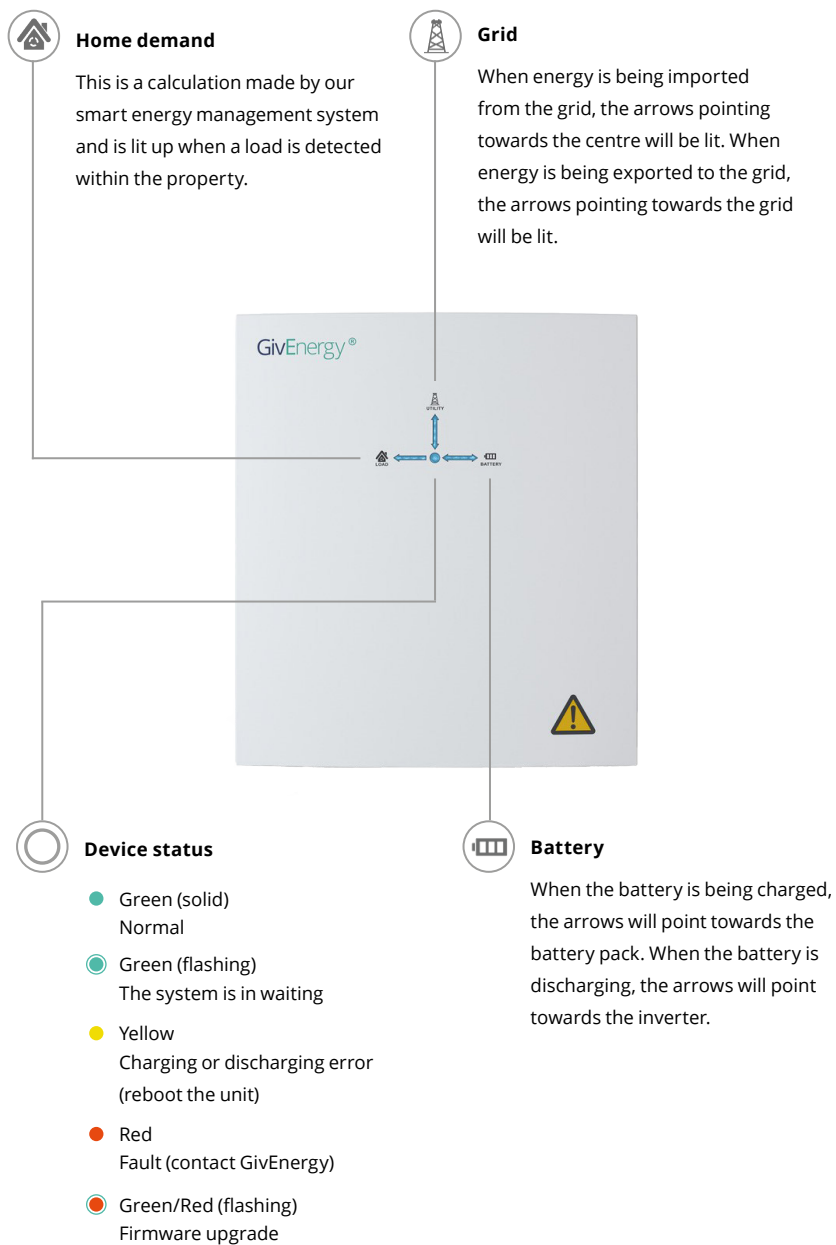 Home demand
This is a calculation made by our
smart energy management system
and is lit up when a load is detected
within the property.
Grid
When energy is being imported
from the grid, the arrows pointing
towards the centre will be lit. When
energy is being exported to the grid,
the arrows pointing towards the grid
will be lit.
GivEnergy®
UTILITY
LOAD
BATTERY
Device status
Green (solid)
Normal
Green (flashing)
The system is in waiting
Yellow
Charging or discharging error
(reboot the unit)
Red
Fault (contact GivEnergy)
Green/Red (flashing)
Firmware upgrade
Battery
When the battery is being charged,
the arrows will point towards the
battery pack. When the battery is
discharging, the arrows will point
towards the inverter.